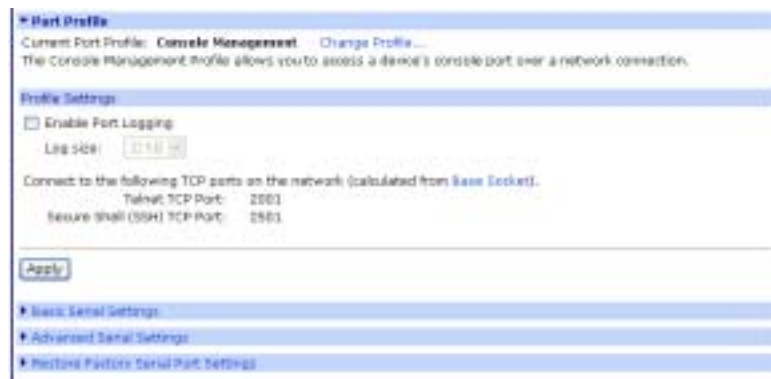 Port Profile
Current Port Profile: Console Management Change Profile...
The Console Management Profile allows you to access a device's console port over a network connection.
Profile Settings
Enable Port Logging
Log size:
Connect to the following TCP ports on the network (calculated from Base Socket).
Telnet TCP Port: 2001
Secure Shell (SSH) TCP Port: 2501
Apply
Basic Serial Settings
Advanced Serial Settings
Restore Factory Serial Port Settings